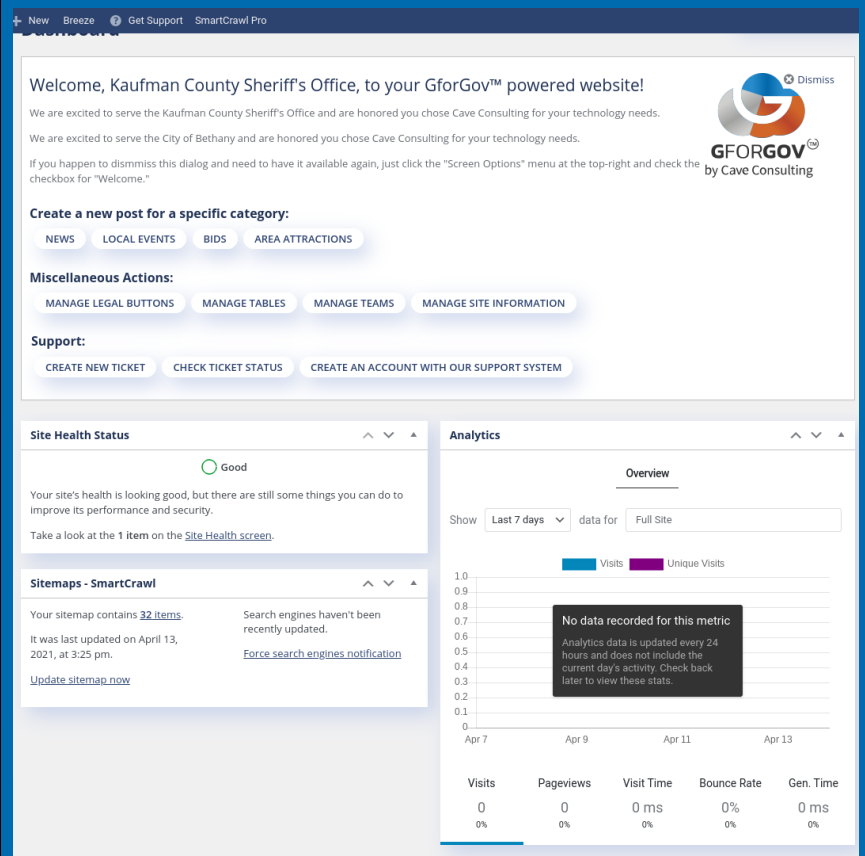 New Breeze Get Support SmartCrawl Pro
Dashboard
Welcome, Kaufman County Sheriff's Office, to your GforGov™ powered website!
Dismiss
We are excited to serve the Kaufman County Sheriff's Office and are honored you chose Cave Consulting for your technology needs.
We are excited to serve the City of Bethany and are honored you chose Cave Consulting for your technology needs.
If you happen to dismmiss this dialog and need to have it available again, just click the "Screen Options" menu at the top-right and check the
checkbox for "Welcome."
GFORGOV™
by Cave Consulting
Create a new post for a specific category:
NEWS LOCAL EVENTS BIDS AREA ATTRACTIONS
Miscellaneous Actions:
MANAGE LEGAL BUTTONS MANAGE TABLES MANAGE TEAMS MANAGE SITE INFORMATION
Support:
CREATE NEW TICKET CHECK TICKET STATUS CREATE AN ACCOUNT WITH OUR SUPPORT SYSTEM
Site Health Status
Good
Your site's health is looking good, but there are still some things you can do to
improve its performance and security.
Take a look at the 1 item on the Site Health screen.
Sitemaps - SmartCrawl
Your sitemap contains 32 items.
It was last updated on April 13,
2021, at 3:25 pm.
Update sitemap now
Search engines haven't been
recently updated.
Force search engines notification
Analytics
Overview
Show Last 7 days data for Full Site
Visits Unique Visits
1.0
0.9
0.8
0.7
0.6
0.5
0.4
0.3
0.2
0.1
0
No data recorded for this metric
Analytics data is updated every 24
hours and does not include the
current day's activity. Check back
later to view these stats.
Apr 7 Apr 9 Apr 11 Apr 13
Visits Pageviews Visit Time Bounce Rate Gen. Time
0 0 0 ms 0% 0 ms
0% 0% 0% 0% 0%